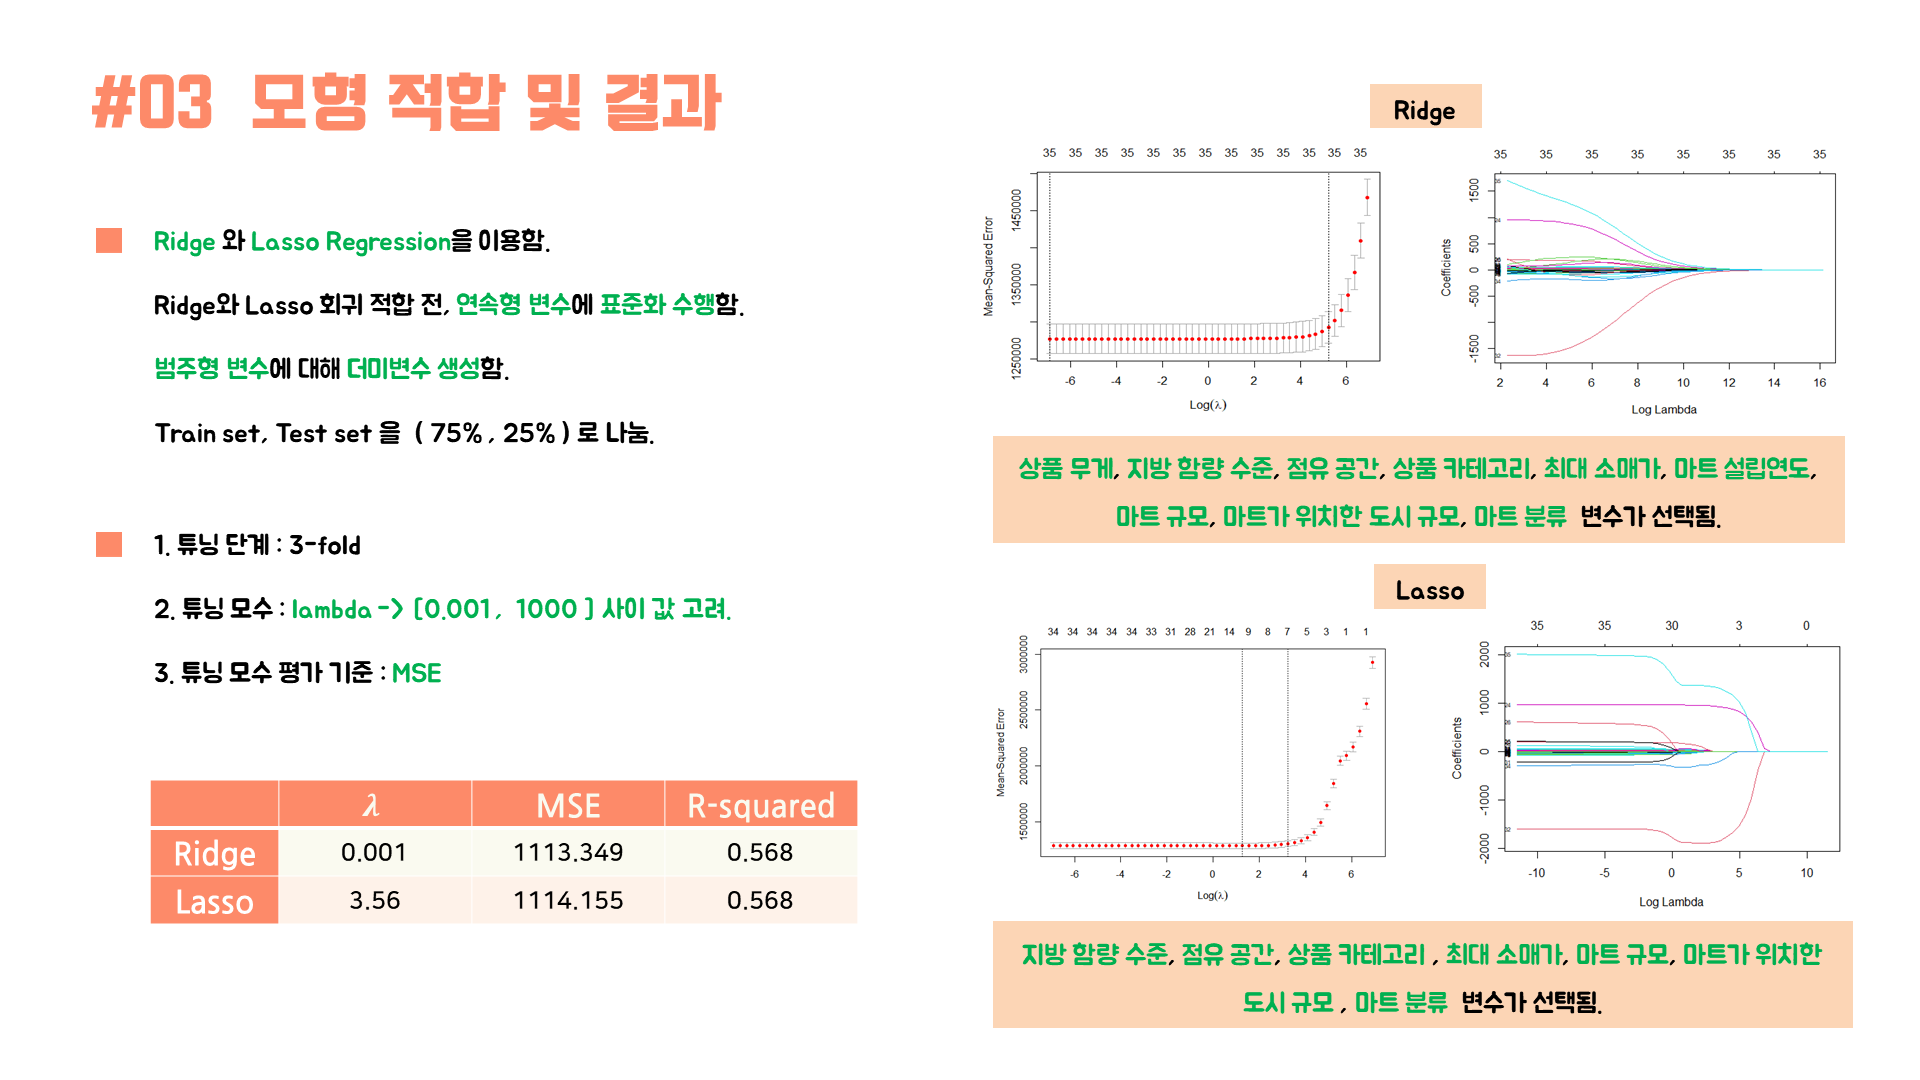 #03 모형 적합 및 결과
Ridge 와 Lasso Regression을 이용함.
Ridge와 Lasso 회귀 적합 전, 연속형 변수에 표준화 수행함.
범주형 변수에 대해 더미변수 생성함.
Train set, Test set 을 ( 75% , 25% ) 로 나눔.
1. 튜닝 단계 : 3-fold
2. 튜닝 모수 : lambda -> [0.001 , 1000 ] 사이 값 고려.
3. 튜닝 모수 평가 기준 : MSE
λ MSE R-squared
Ridge 0.001 1113.349 0.568
Lasso 3.56 1114.155 0.568
Ridge
35 35 35 35 35 35 35 35 35 35 35 35 35
Mean-Squared Error
1450000
1350000
1250000
-6 -4 -2 0 2 4 6
Log(λ)
35 35 35 35 35 35 35 35
Coefficients
1500
500
0
-500
-1500
2 4 6 8 10 12 14 16
Log Lambda
상품 무게, 지방 함량 수준, 점유 공간, 상품 카테고리, 최대 소매가, 마트 설립연도,
마트 규모, 마트가 위치한 도시 규모, 마트 분류 변수가 선택됨.
Lasso
34 34 34 34 34 33 31 28 21 14 9 8 7 5 3 1 1
Mean-Squared Error
3000000
2500000
2000000
1500000
-6 -4 -2 0 2 4 6
Log(λ)
35 35 30 3 0
Coefficients
2000
1000
0
-1000
-2000
-10 -5 0 5 10
Log Lambda
지방 함량 수준, 점유 공간, 상품 카테고리 , 최대 소매가, 마트 규모, 마트가 위치한
도시 규모 , 마트 분류 변수가 선택됨.